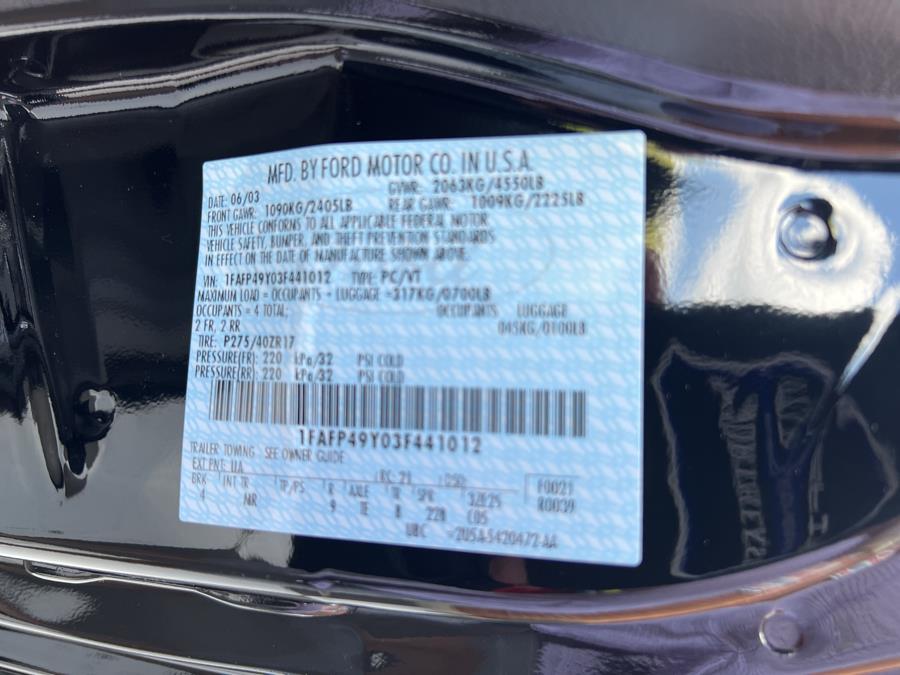 MFD. BY FORD MOTOR CO. IN U.S.A.
DATE: 06/03 GVWR: 2063KG/4550LB
FRONT GAWR: 1090KG/2405LB REAR GAWR: 1009KG/2225LB
THIS VEHICLE CONFORMS TO ALL APPLICABLE FEDERAL MOTOR
VEHICLE SAFETY, BUMPER, AND THEFT PREVENTION STANDARDS
IN EFFECT ON THE DATE OF MANUFACTURE SHOWN ABOVE.
VIN: 1FAFP49Y03F441012 TYPE: PC/VT
MAXIMUM LOAD = OCCUPANTS + LUGGAGE = 317KG/0700LB
OCCUPANTS = 4 TOTAL; OCCUPANTS LUGGAGE
2 FR, 2 RR 045KG/0100LB
TIRE: P275/40ZR17
PRESSURE(FR): 220 kPa/32 PSI COLD
PRESSURE(RR): 220 kPa/32 PSI COLD
1FAFP49Y03F441012
TRAILER TOWING - SEE OWNER GUIDE
EXT PNT: UA RC: 21 DSO: F0021
BRK INT TR TP/PS R AXLE TR SPR R0039
4 9 TE 8 C05
UBC